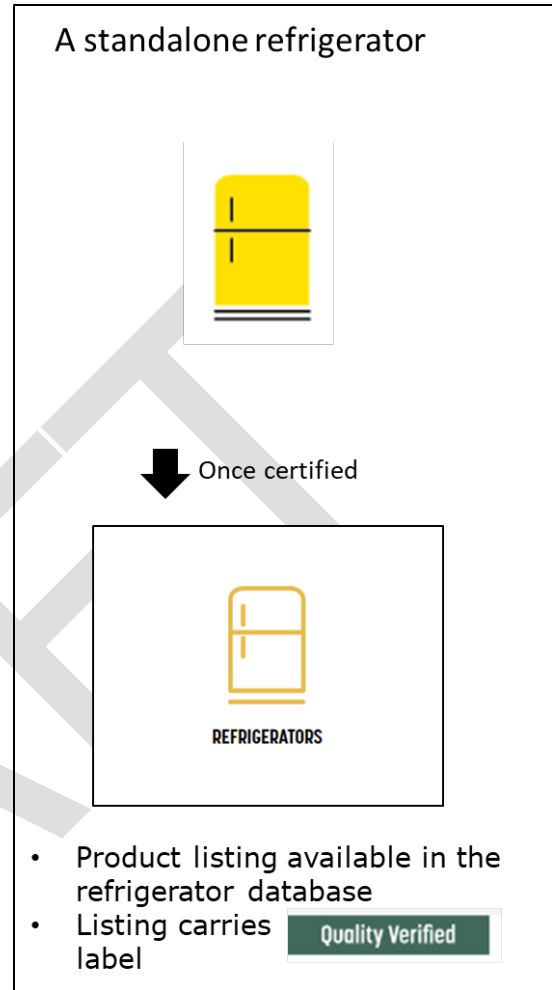 A standalone refrigerator
Once certified
REFRIGERATORS
• Product listing available in the
refrigerator database
• Listing carries Quality Verified
label